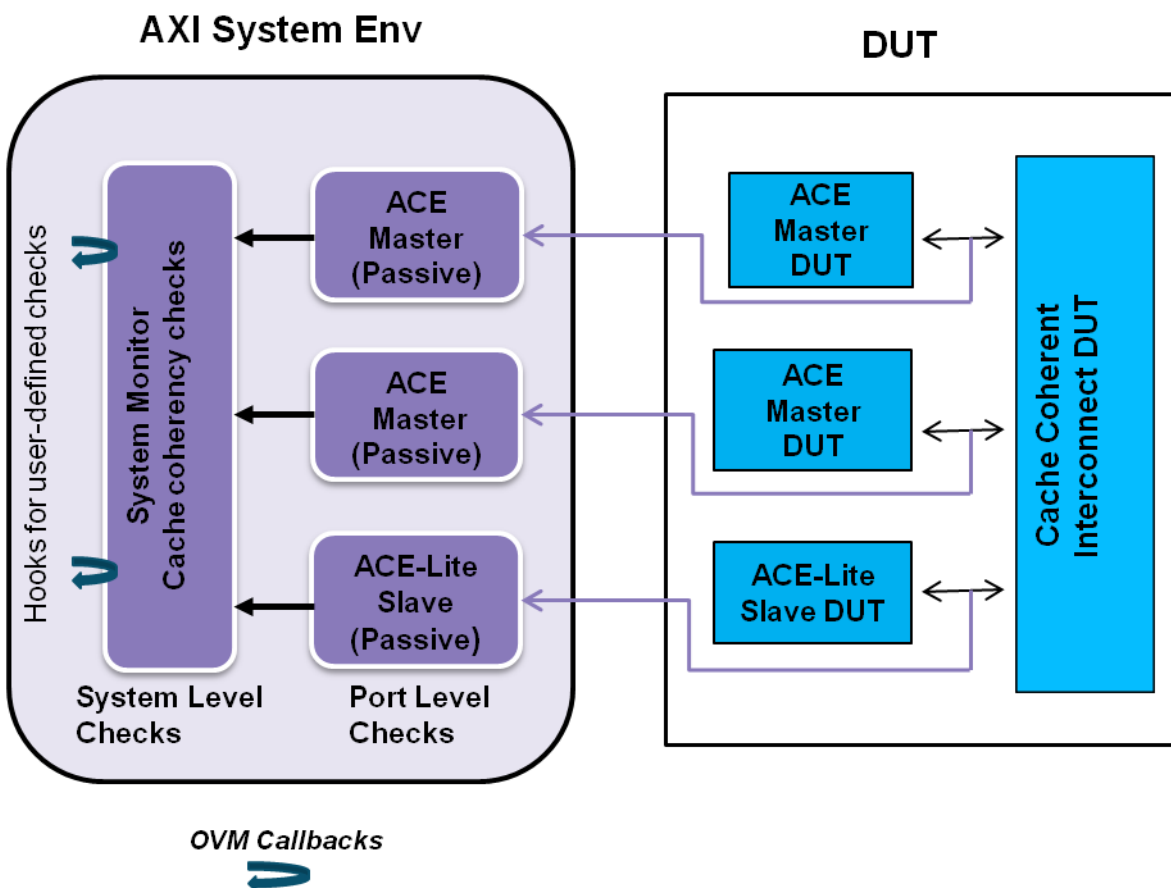 AXI System Env
DUT
Hooks for user-defined checks
System Monitor
Cache coherency checks
ACE
Master
(Passive)
ACE
Master
(Passive)
ACE-Lite
Slave
(Passive)
System Level
Checks
Port Level
Checks
ACE
Master
DUT
ACE
Master
DUT
ACE-Lite
Slave DUT
Cache Coherent
Interconnect DUT
OVM Callbacks